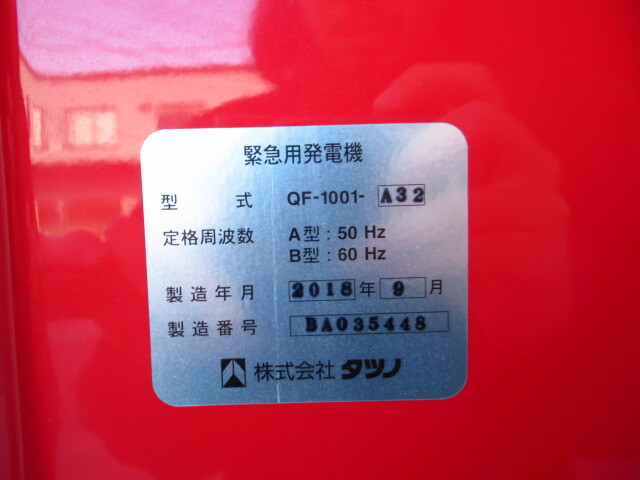 緊急用発電機
型式 QF-1001- A32
定格周波数 A型 : 50 Hz
B型 : 60 Hz
製造年月 2018 年 9 月
製造番号 BA035448
株式会社 タツノ